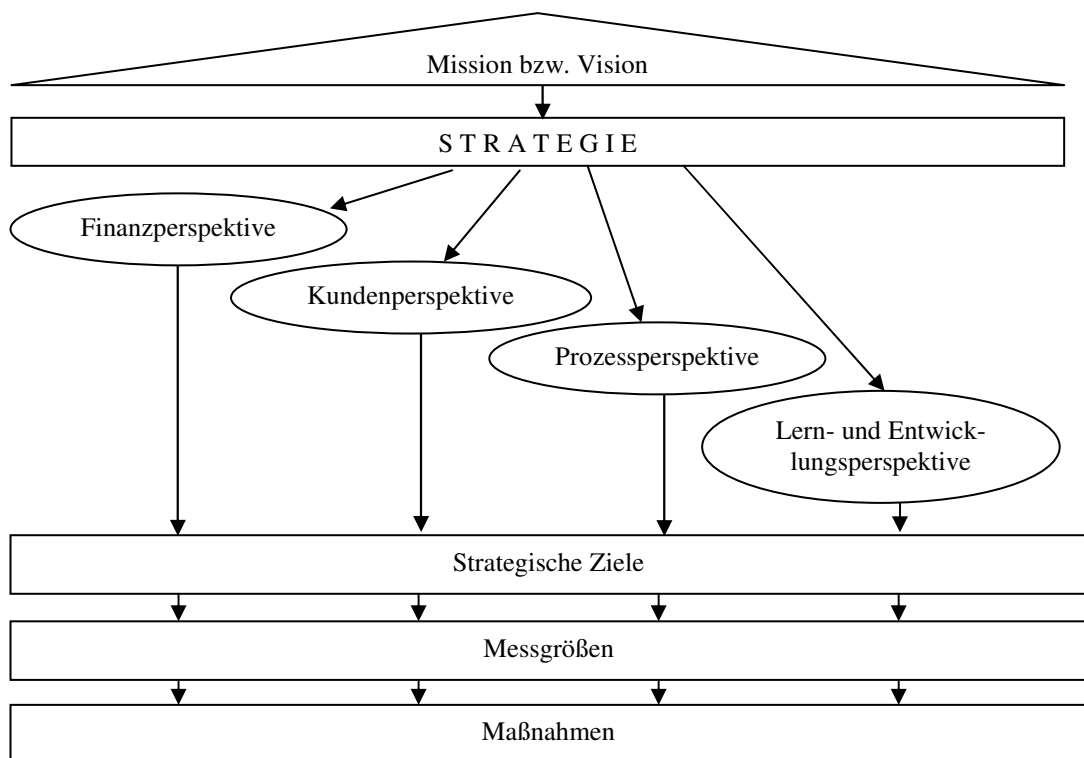 Mission bzw. Vision
S T R A T E G I E
Finanzperspektive
Kundenperspektive
Prozessperspektive
Lern- und Entwick-
lungsperspektive
Strategische Ziele
Messgrößen
Maßnahmen